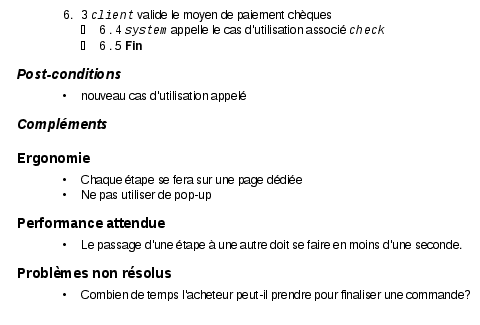 6. 3 client valide le moyen de paiement chèques
▯ 6.4 system appelle le cas d'utilisation associé check
▯ 6.5 Fin
Post-conditions
• nouveau cas d'utilisation appelé
Compléments
Ergonomie
• Chaque étape se fera sur une page dédiée
• Ne pas utiliser de pop-up
Performance attendue
• Le passage d'une étape à une autre doit se faire en moins d'une seconde.
Problèmes non résolus
• Combien de temps l'acheteur peut-il prendre pour finaliser une commande?